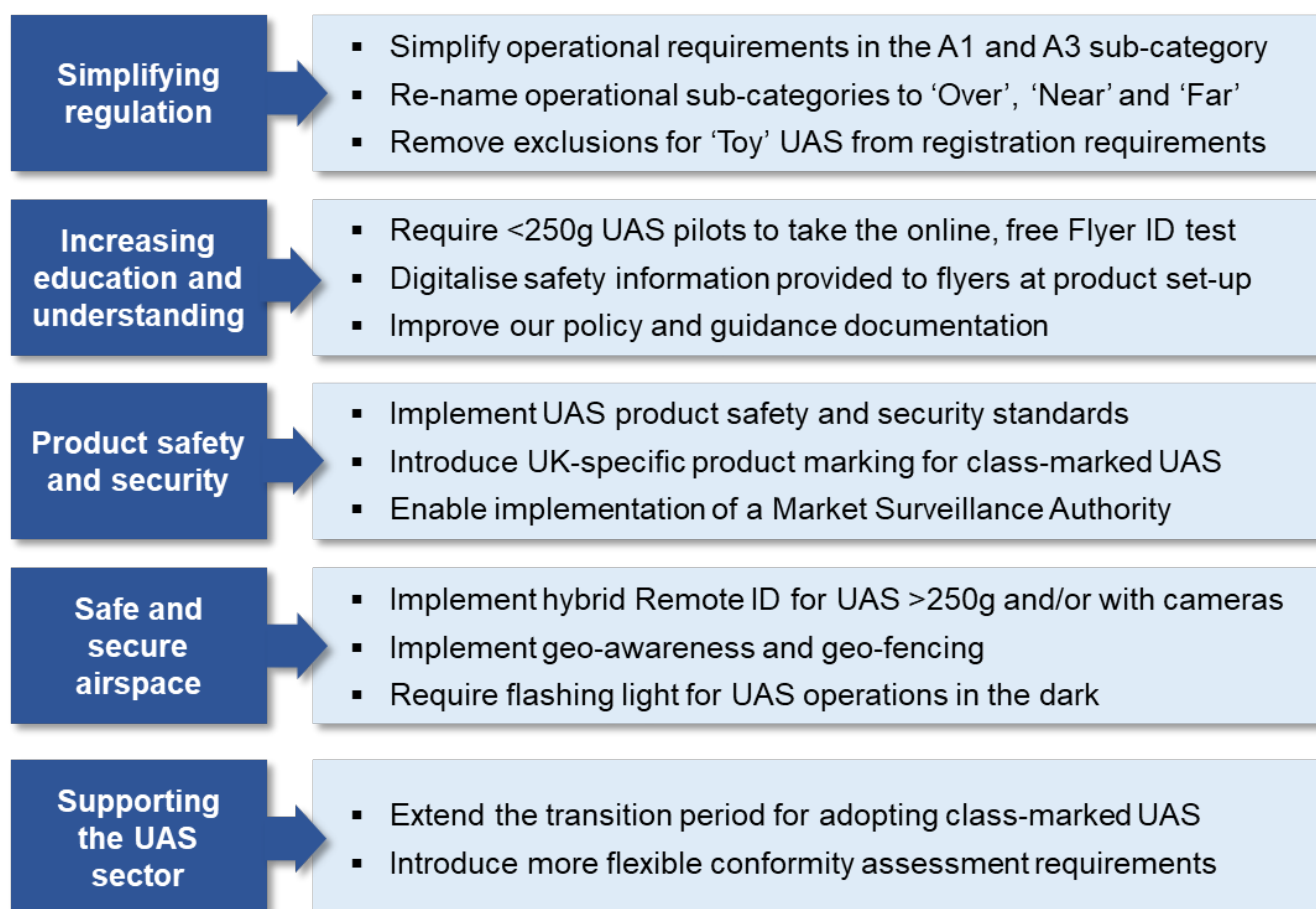 Simplifying
regulation
▪ Simplify operational requirements in the A1 and A3 sub-category
▪ Re-name operational sub-categories to ‘Over’, ‘Near’ and ‘Far’
▪ Remove exclusions for ‘Toy’ UAS from registration requirements
Increasing
education and
understanding
▪ Require <250g UAS pilots to take the online, free Flyer ID test
▪ Digitalise safety information provided to flyers at product set-up
▪ Improve our policy and guidance documentation
Product safety
and security
▪ Implement UAS product safety and security standards
▪ Introduce UK-specific product marking for class-marked UAS
▪ Enable implementation of a Market Surveillance Authority
Safe and
secure
airspace
▪ Implement hybrid Remote ID for UAS >250g and/or with cameras
▪ Implement geo-awareness and geo-fencing
▪ Require flashing light for UAS operations in the dark
Supporting
the UAS
sector
▪ Extend the transition period for adopting class-marked UAS
▪ Introduce more flexible conformity assessment requirements